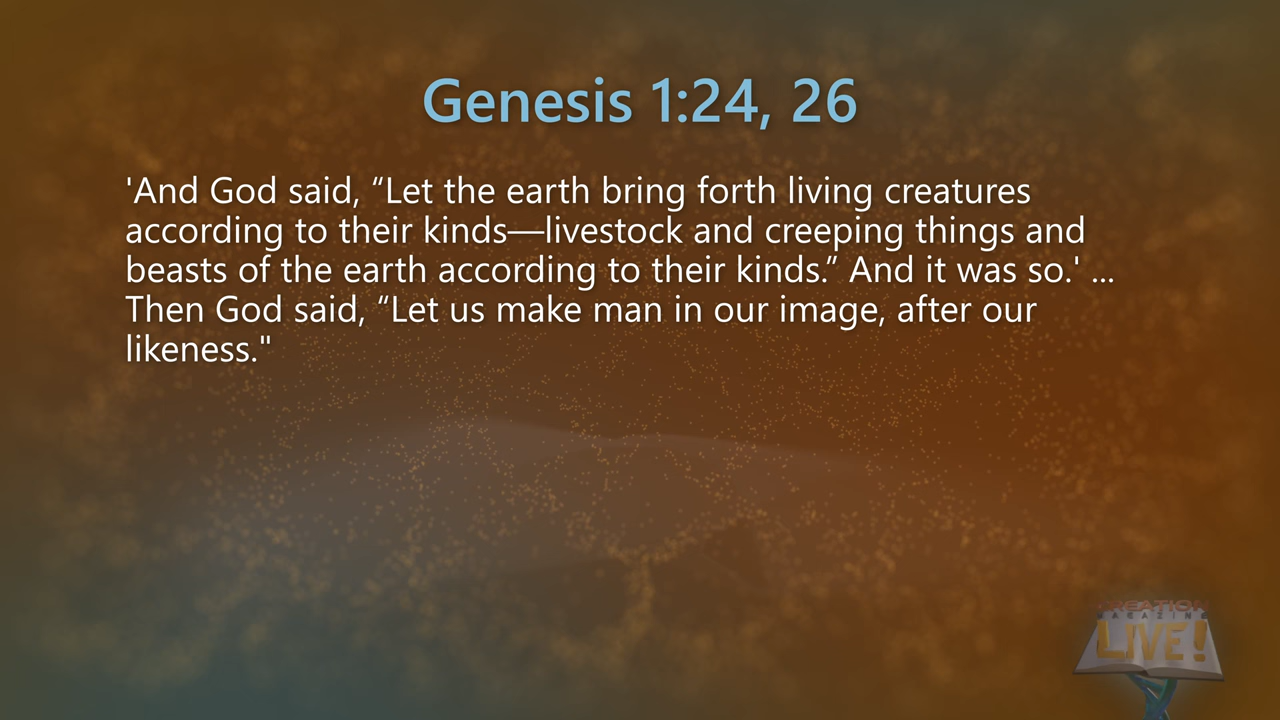 Genesis 1:24, 26
'And God said, “Let the earth bring forth living creatures
according to their kinds—livestock and creeping things and
beasts of the earth according to their kinds.” And it was so.' ...
Then God said, “Let us make man in our image, after our
likeness."
CREATION
MAGAZINE
LIVE!